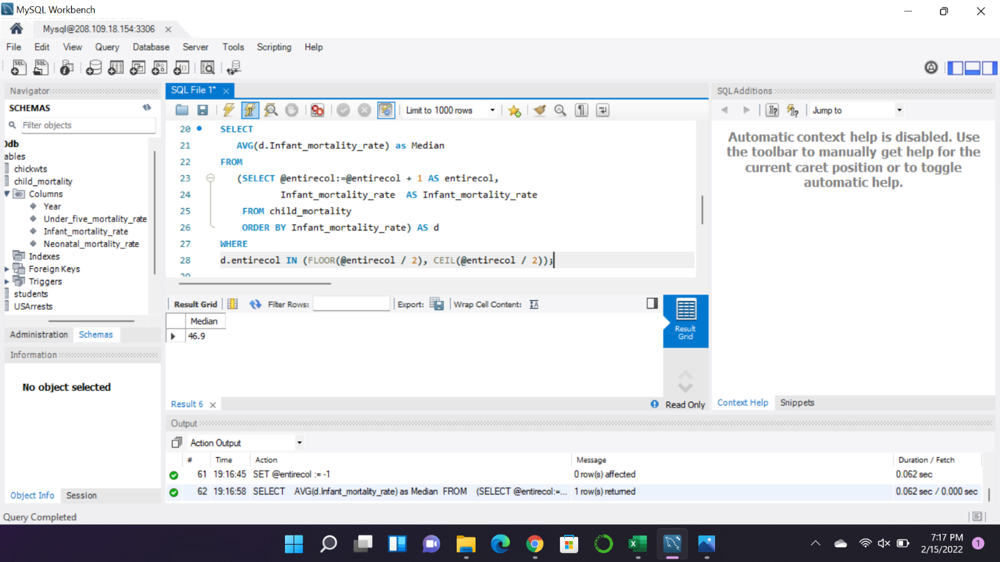 MySQL Workbench
Mysql@208.109.18.154:3306
File Edit View Query Database Server Tools Scripting Help
Navigator
SCHEMAS
Filter objects
ables
chickwts
child_mortality
Columns
Year
Under_five_mortality_rate
Infant_mortality_rate
Neonatal_mortality_rate
Indexes
Foreign Keys
Triggers
students
USArrests
Administration Schemas
Information
No object selected
Object Info Session
SQL File 1*
Limit to 1000 rows
20 SELECT
21 AVG(d.Infant_mortality_rate) as Median
22 FROM
23 (SELECT @entirecol:=@entirecol + 1 AS entirecol,
24 Infant_mortality_rate AS Infant_mortality_rate
25 FROM child_mortality
26 ORDER BY Infant_mortality_rate) AS d
27 WHERE
28 d.entirecol IN (FLOOR(@entirecol / 2), CEIL(@entirecol / 2));
Result Grid Filter Rows: Export: Wrap Cell Content:
Median
46.9
Result
Grid
Result 6
Read Only
SQLAdditions
Jump to
Automatic context help is disabled. Use
the toolbar to manually get help for the
current caret position or to toggle
automatic help.
Context Help Snippets
Output
Action Output
# Time Action Message Duration / Fetch
61 19:16:45 SET @entirecol := -1 0 row(s) affected 0.062 sec
62 19:16:58 SELECT AVG(d.Infant_mortality_rate) as Median FROM (SELECT @entirecol:=... 1 row(s) returned 0.062 sec / 0.000 sec
Query Completed
7:17 PM
2/15/2022
1